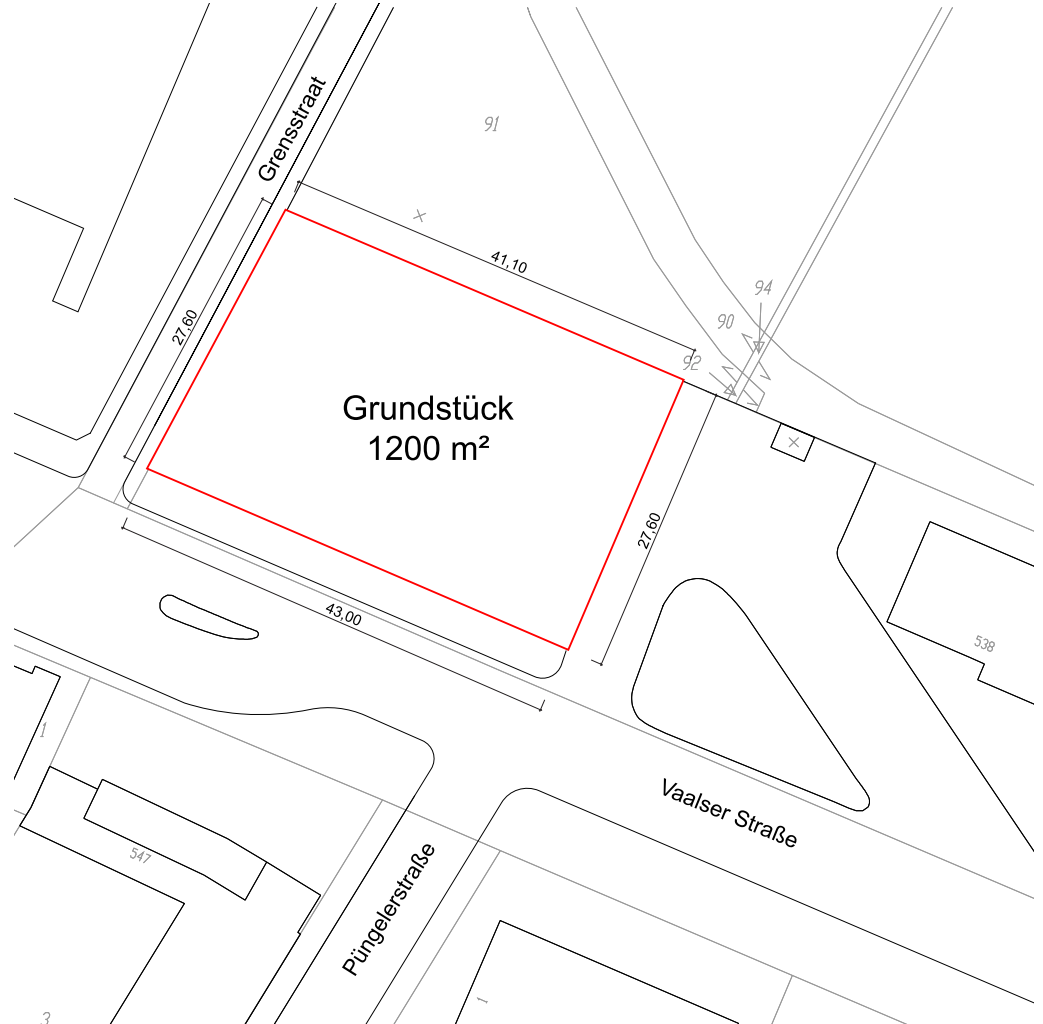 Grensstraat
91
41,10
94
27,60
90
92
Grundstück
1200 m²
27,60
43,00
538
1
Vaalser Straße
547
Püngelerstraße
1
3